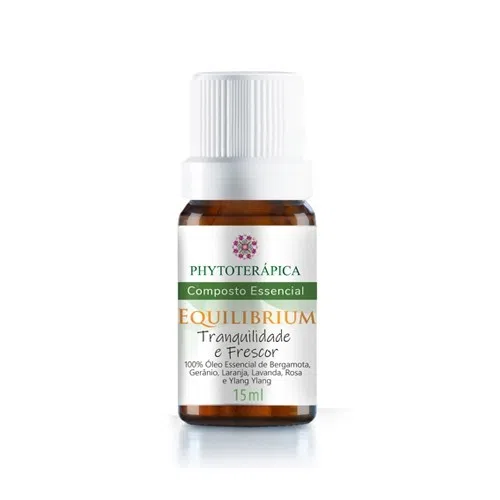 PHYTOTERÁPICA
Composto Essencial
EQUILIBRIUM
Tranquilidade
e Frescor
100% Óleo Essencial de Bergamota,
Gerânio, Laranja, Lavanda, Rosa
e Ylang Ylang
15ml